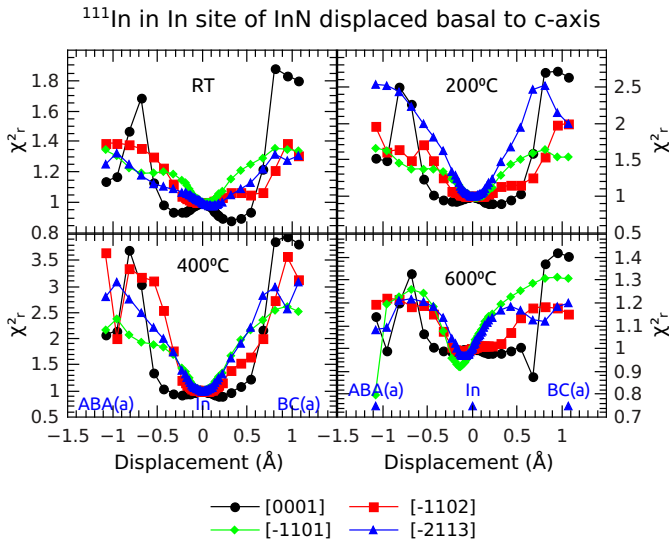 ¹¹¹In in In site of InN displaced basal to c-axis
RT
200ºC
χ²ᵣ
1.8
1.6
1.4
1.2
1
0.8
2.5
2
1.5
1
0.5
χ²ᵣ
400ºC
600ºC
χ²ᵣ
3.5
3
2.5
2
1.5
1
0.5
1.4
1.3
1.2
1.1
1
0.9
0.8
0.7
χ²ᵣ
ABA(a) In BC(a)
ABA(a) In BC(a)
−1.5 −1 −0.5 0 0.5 1 −1.5 −1 −0.5 0 0.5 1 1.5
Displacement (Å) Displacement (Å)
[0001] [-1102]
[-1101] [-2113]